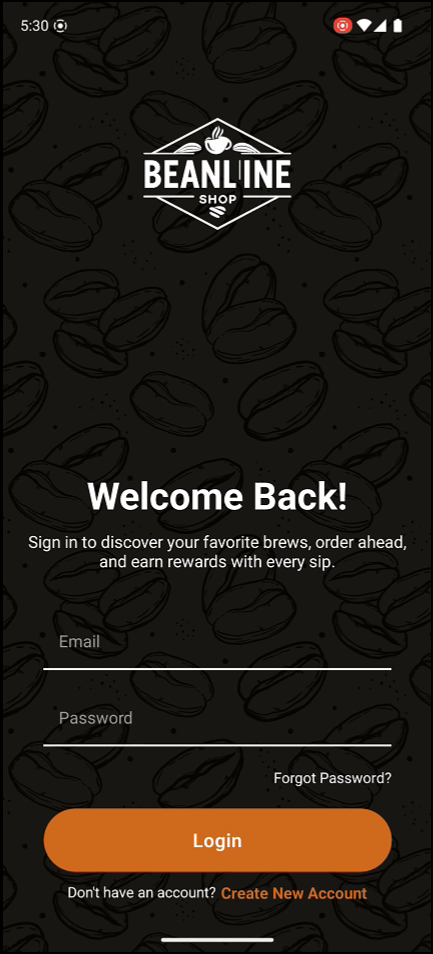 5:30
BEANLINE
SHOP
Welcome Back!
Sign in to discover your favorite brews, order ahead,
and earn rewards with every sip.
Email
Password
Forgot Password?
Login
Don't have an account? Create New Account